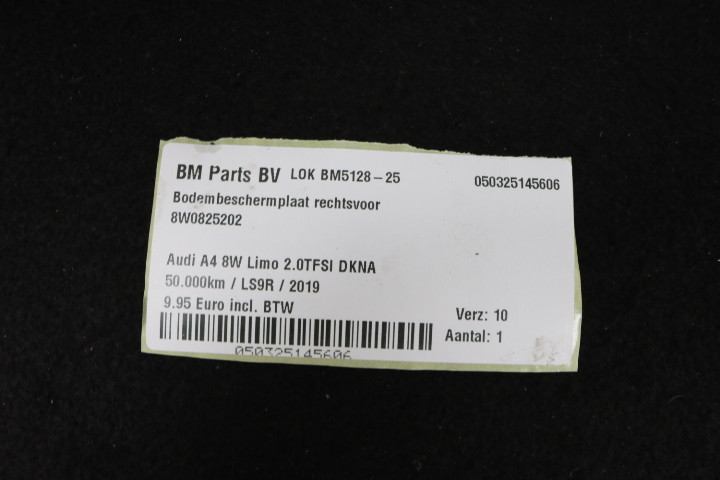 BM Parts BV LOK BM5128-25 050325145606
Bodembeschermplaat rechtsvoor
8W0825202
Audi A4 8W Limo 2.0TFSI DKNA
50.000km / LS9R / 2019
9.95 Euro incl. BTW
Verz: 10
Aantal: 1
050325145606